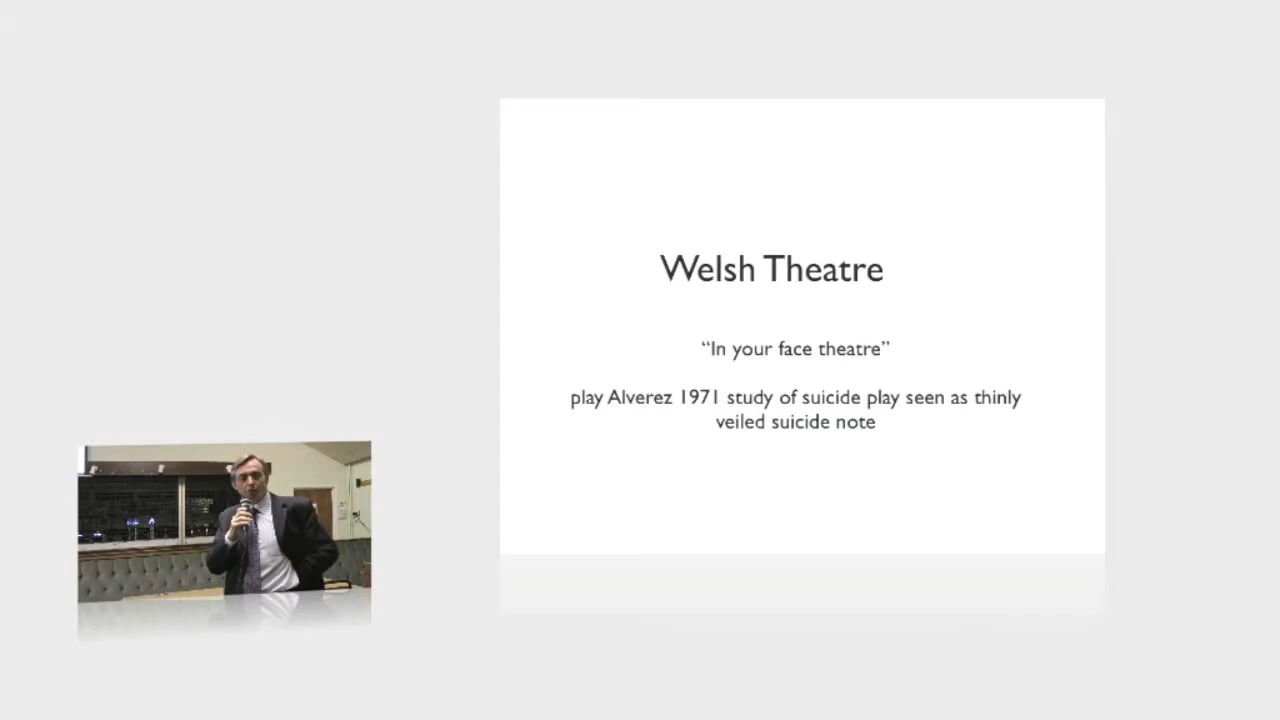 Welsh Theatre
“In your face theatre”
play Alverez 1971 study of suicide play seen as thinly
veiled suicide note